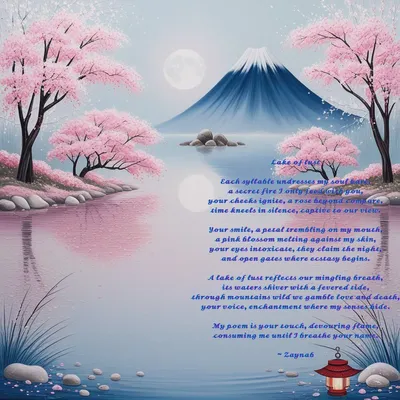 Lake of lust
Each syllable undresses my soul bare
a secret fire I only feed with you,
your cheeks ignite, a rose beyond compare,
time kneels in silence, captive to our view.
Your smile, a petal trembling on my mouth,
a pink blossom melting against my skin,
your eyes intoxicate, they claim the night,
and open gates where ecstasy begins.
A lake of lust reflects our mingling breath,
its waters shiver with a fevered tide,
through mountains wild we gamble love and death,
your voice, enchantment where my senses hide.
My poem is your touch, devouring flame,
consuming me until I breathe your name.
~ Zaynab